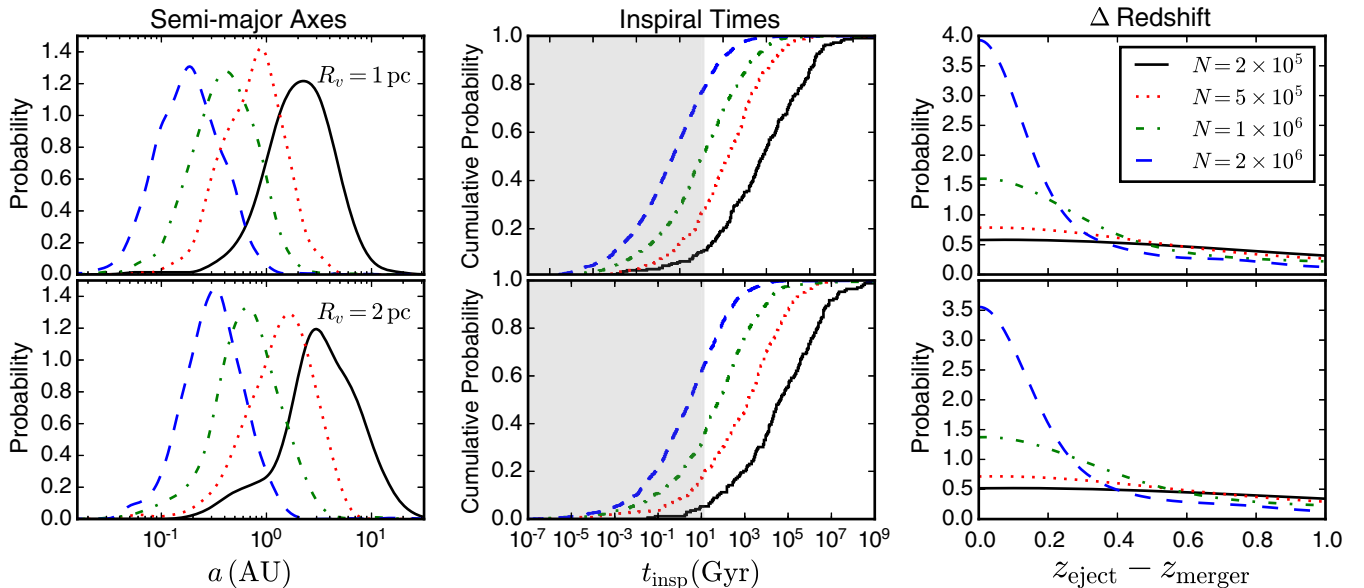 Semi-major Axes
Inspiral Times
Δ Redshift
Probability
1.4
1.2
1.0
0.8
0.6
0.4
0.2
0.0
R_v = 1 pc
Cumulative Probability
1.0
0.8
0.6
0.4
0.2
0.0
Probability
4.0
3.5
3.0
2.5
2.0
1.5
1.0
0.5
0.0
N = 2 × 10^5
N = 5 × 10^5
N = 1 × 10^6
N = 2 × 10^6
Probability
1.4
1.2
1.0
0.8
0.6
0.4
0.2
0.0
R_v = 2 pc
10^-1 10^0 10^1
a (AU)
Cumulative Probability
1.0
0.8
0.6
0.4
0.2
0.0
10^-7 10^-5 10^-3 10^-1 10^1 10^3 10^5 10^7 10^9
t_insp (Gyr)
Probability
3.5
3.0
2.5
2.0
1.5
1.0
0.5
0.0
0.0 0.2 0.4 0.6 0.8 1.0
z_eject − z_merger